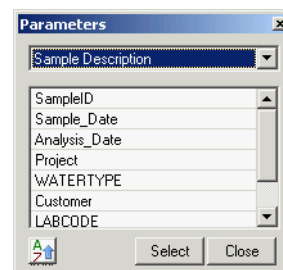 Parameters
Sample Description
SampleID
Sample_Date
Analysis_Date
Project
WATERTYPE
Customer
LABCODE
A
Z
Select
Close